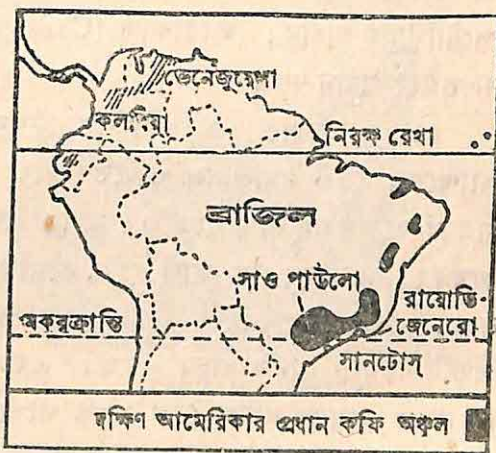 ভেনেজুয়েলা
কলম্বিয়া
নিরক্ষ রেখা
ব্রাজিল
সাও পাউলো
রায়োডি-
জেনেরো
মকরক্রান্তি
সানটোস্
দক্ষিণ আমেরিকার প্রধান কফি অঞ্চল